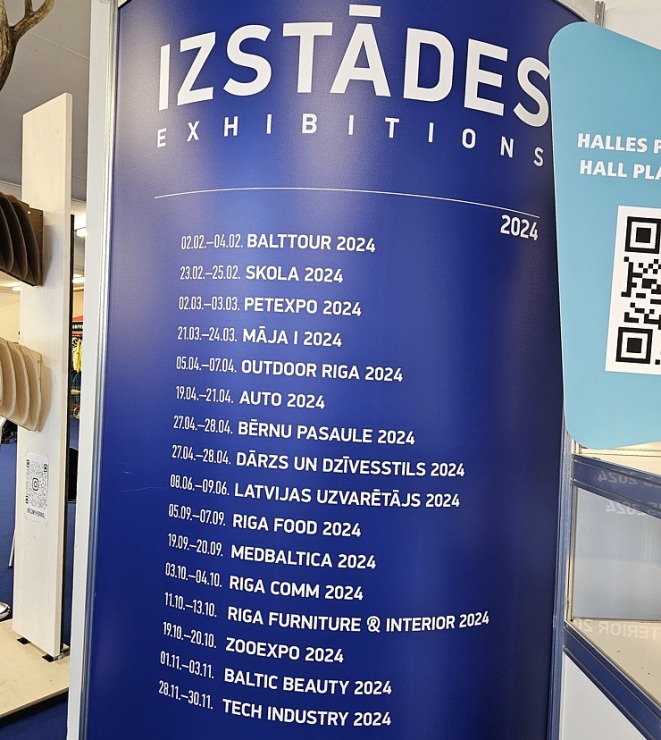 IZSTĀDES
EXHIBITIONS
2024
02.02.–04.02. BALTTOUR 2024
23.02.–25.02. SKOLA 2024
02.03.–03.03. PETEXPO 2024
21.03.–24.03. MĀJA I 2024
05.04.–07.04. OUTDOOR RIGA 2024
19.04.–21.04. AUTO 2024
27.04.–28.04. BĒRNU PASAULE 2024
27.04.–28.04. DĀRZS UN DZĪVESSTILS 2024
08.06.–09.06. LATVIJAS UZVARĒTĀJS 2024
05.09.–07.09. RIGA FOOD 2024
19.09.–20.09. MEDBALTICA 2024
03.10.–04.10. RIGA COMM 2024
11.10.–13.10. RIGA FURNITURE & INTERIOR 2024
19.10.–20.10. ZOOEXPO 2024
01.11.–03.11. BALTIC BEAUTY 2024
28.11.–30.11. TECH INDUSTRY 2024
HALLES P
HALL PLA